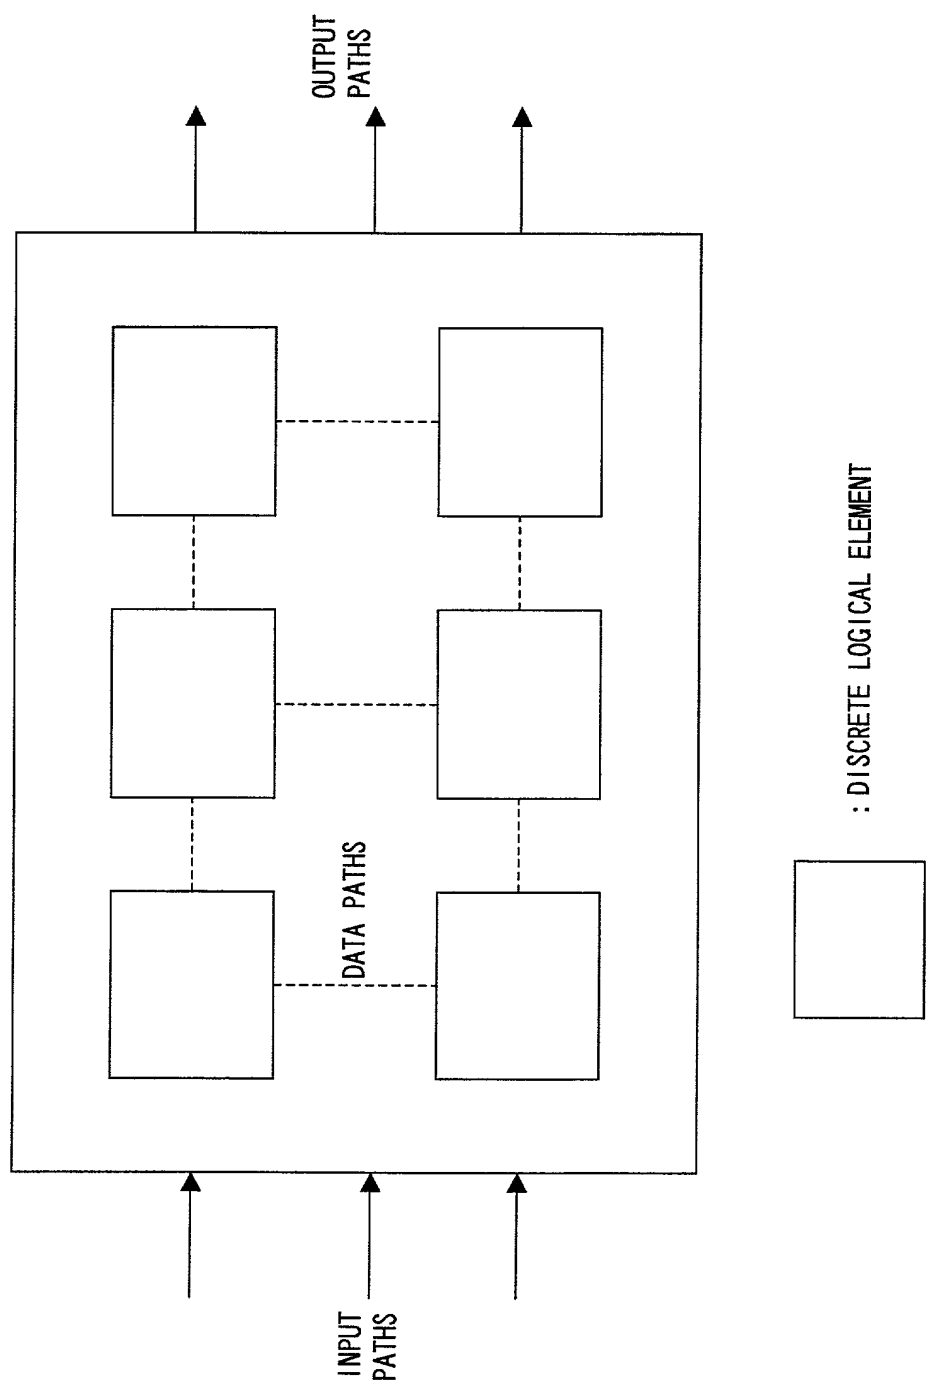 INPUT
PATHS
DATA PATHS
OUTPUT
PATHS
: DISCRETE LOGICAL ELEMENT